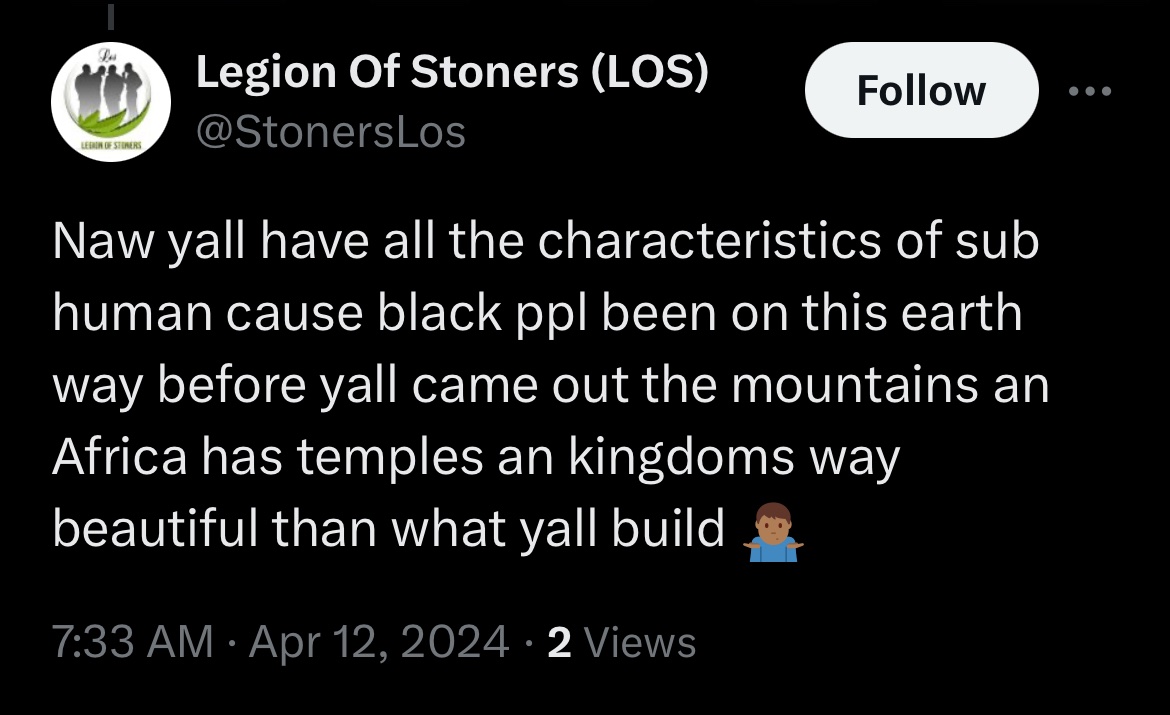 Los
LEGION OF STONERS
Legion Of Stoners (LOS)
@StonersLos
Follow
Naw yall have all the characteristics of sub
human cause black ppl been on this earth
way before yall came out the mountains an
Africa has temples an kingdoms way
beautiful than what yall build 🤷🏽‍♂️
7:33 AM · Apr 12, 2024 · 2 Views